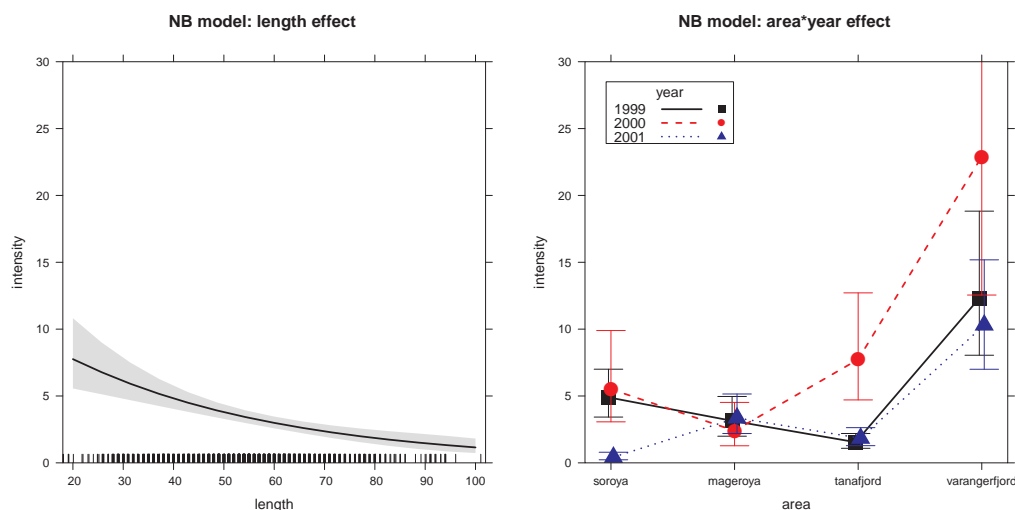 NB model: length effect
30
25
20
15
10
5
0
intensity
20 30 40 50 60 70 80 90 100
length
NB model: area*year effect
30
25
20
15
10
5
0
intensity
year
1999
2000
2001
soroya mageroya tanafjord varangerfjord
area